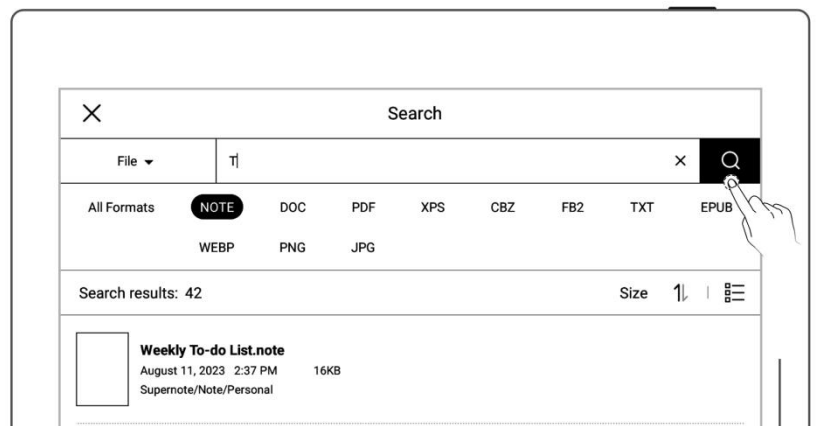 Search
File T
All Formats NOTE DOC PDF XPS CBZ FB2 TXT EPUB
WEBP PNG JPG
Search results: 42 Size
Weekly To-do List.note
August 11, 2023 2:37 PM 16KB
Supernote/Note/Personal